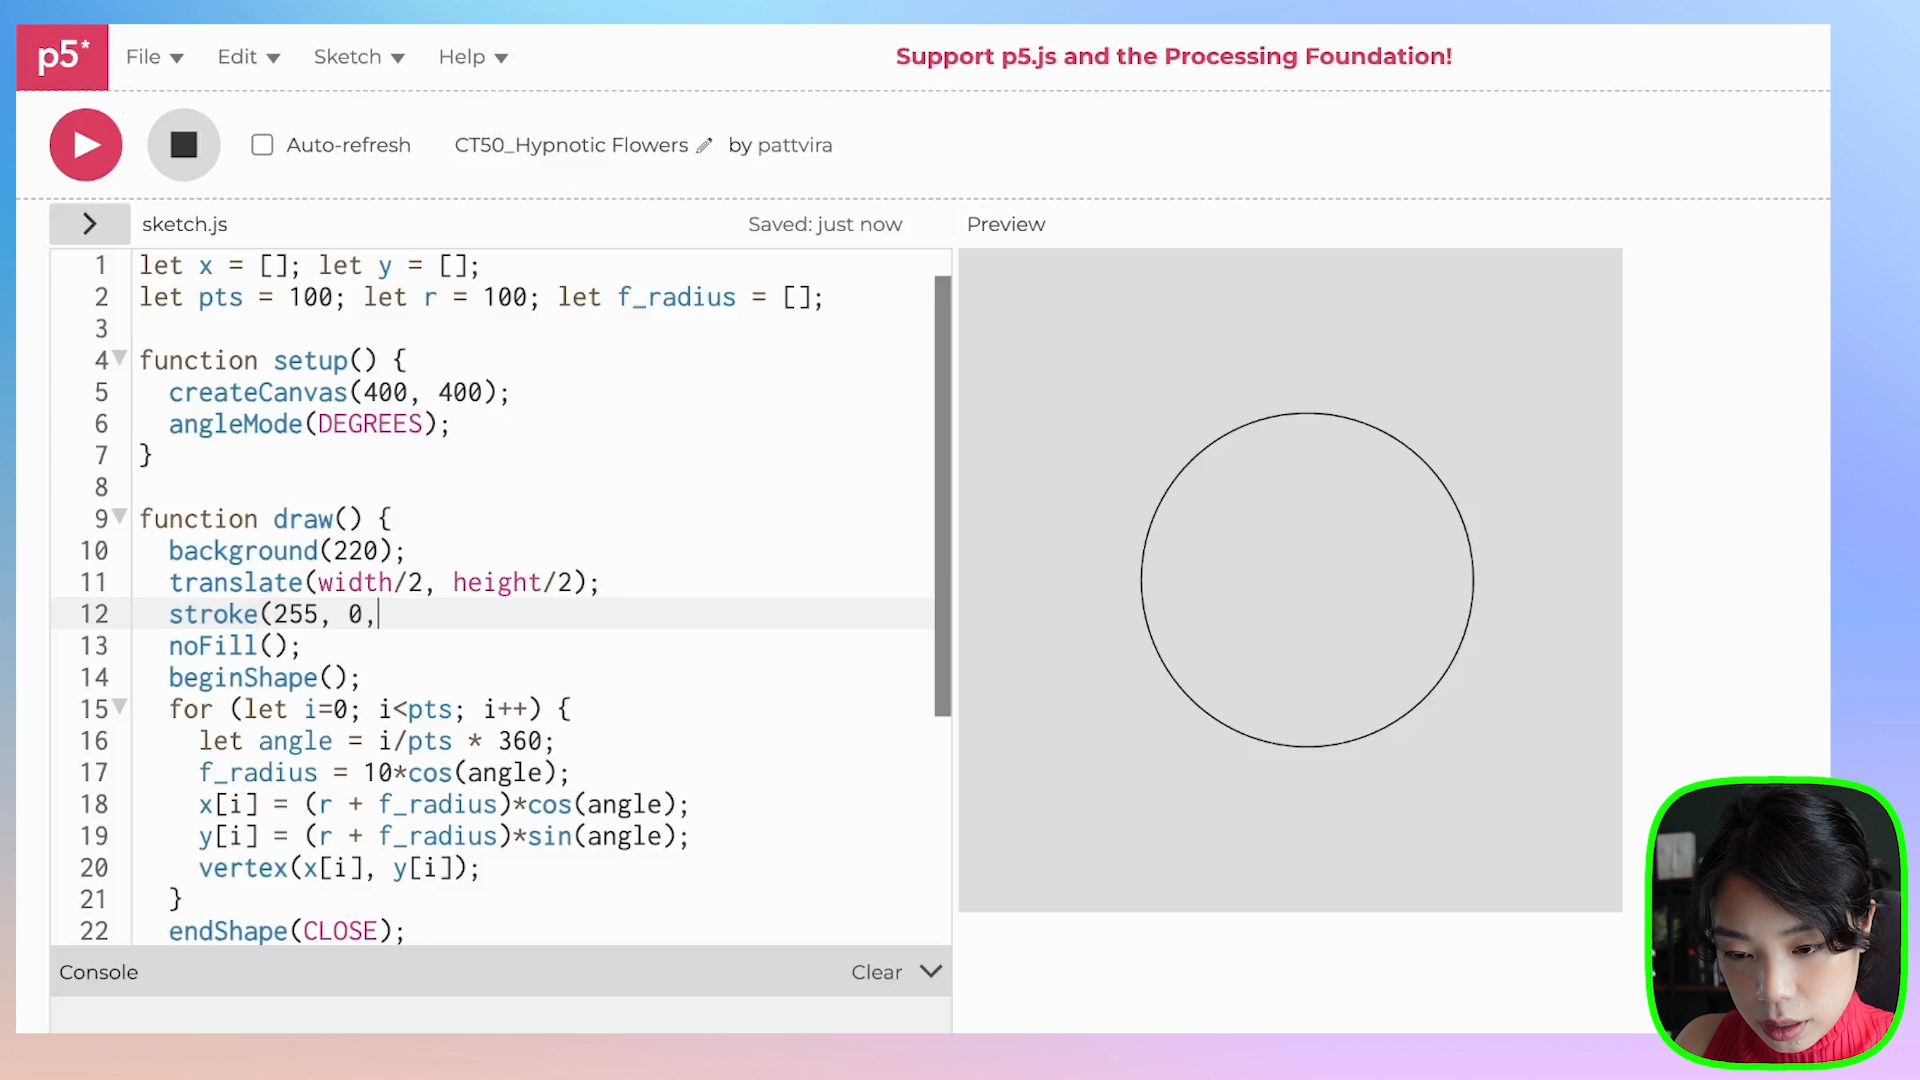 p5*
File Edit Sketch Help
Support p5.js and the Processing Foundation!
Auto-refresh CT50_Hypnotic Flowers by pattvira
sketch.js Saved: just now Preview
1 let x = []; let y = [];
2 let pts = 100; let r = 100; let f_radius = [];
3
4 function setup() {
5 createCanvas(400, 400);
6 angleMode(DEGREES);
7 }
8
9 function draw() {
10 background(220);
11 translate(width/2, height/2);
12 stroke(255, 0,
13 noFill();
14 beginShape();
15 for (let i=0; i<pts; i++) {
16 let angle = i/pts * 360;
17 f_radius = 10*cos(angle);
18 x[i] = (r + f_radius)*cos(angle);
19 y[i] = (r + f_radius)*sin(angle);
20 vertex(x[i], y[i]);
21 }
22 endShape(CLOSE);
Console Clear